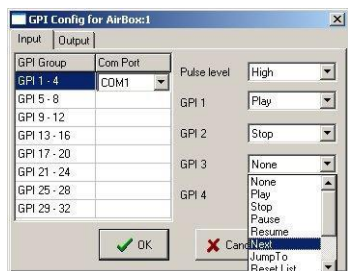 GPI Config for AirBox:1
Input Output
GPI Group Com Port
GPI 1 - 4 COM1
GPI 5 - 8
GPI 9 - 12
GPI 13 - 16
GPI 17 - 20
GPI 21 - 24
GPI 25 - 28
GPI 29 - 32
Pulse level High
GPI 1 Play
GPI 2 Stop
GPI 3 None
GPI 4
None
Play
Stop
Pause
Resume
Next
JumpTo
Reset List
OK